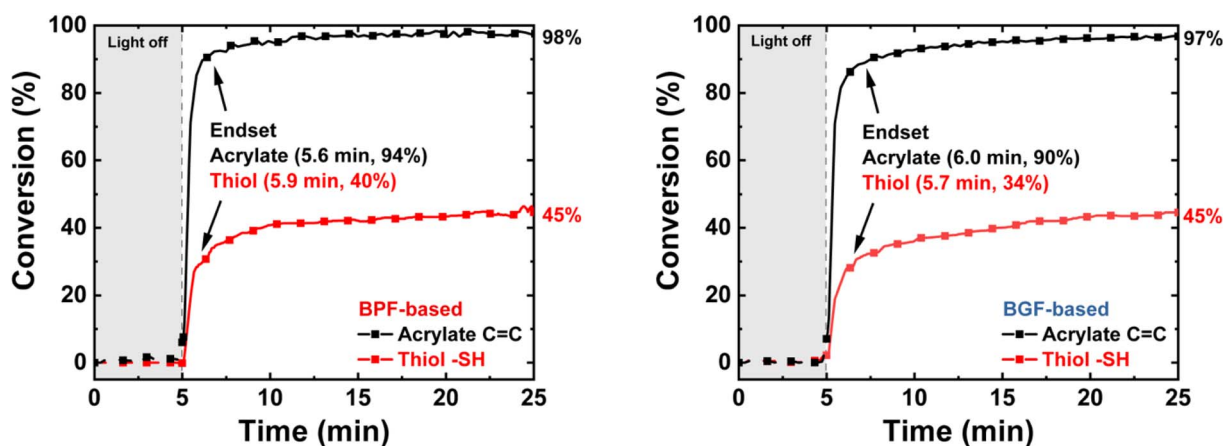 100
80
60
40
20
0
Conversion (%)
Light off
98%
Endset
Acrylate (5.6 min, 94%)
Thiol (5.9 min, 40%)
45%
BPF-based
Acrylate C=C
Thiol -SH
0
5
10
15
20
25
Time (min)
100
80
60
40
20
0
Conversion (%)
Light off
97%
Endset
Acrylate (6.0 min, 90%)
Thiol (5.7 min, 34%)
45%
BGF-based
Acrylate C=C
Thiol -SH
0
5
10
15
20
25
Time (min)